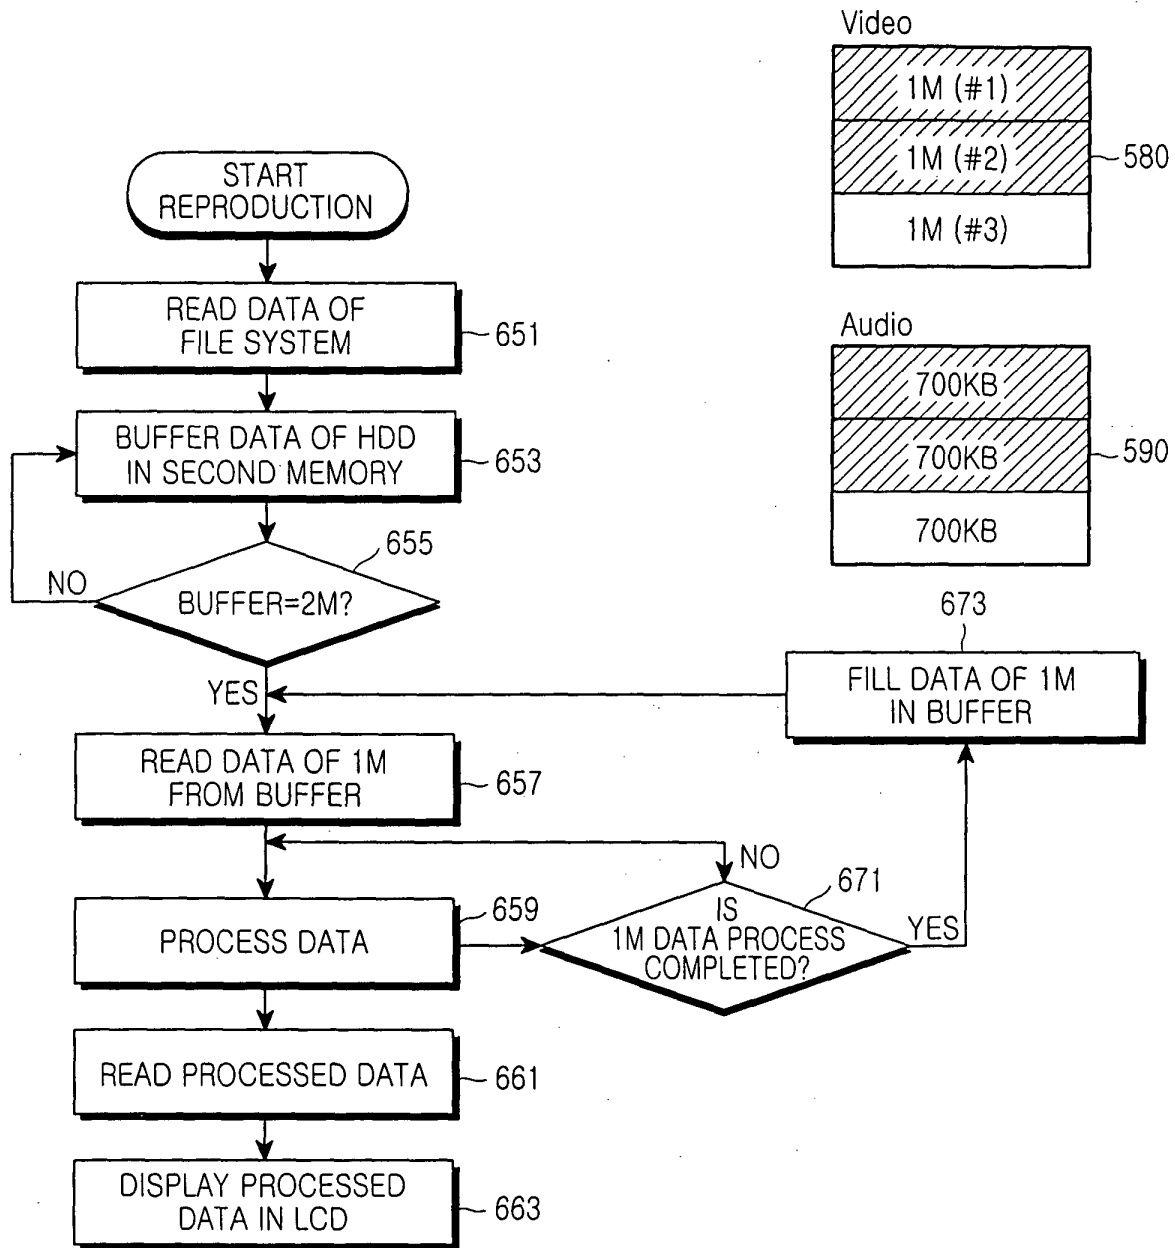 Video
1M (#1)
1M (#2)
580
1M (#3)
START
REPRODUCTION
READ DATA OF
FILE SYSTEM
651
Audio
700KB
700KB
590
700KB
BUFFER DATA OF HDD
IN SECOND MEMORY
653
655
NO
BUFFER=2M?
YES
673
FILL DATA OF 1M
IN BUFFER
READ DATA OF 1M
FROM BUFFER
657
NO
671
IS
1M DATA PROCESS
COMPLETED?
YES
659
PROCESS DATA
READ PROCESSED DATA
661
DISPLAY PROCESSED
DATA IN LCD
663